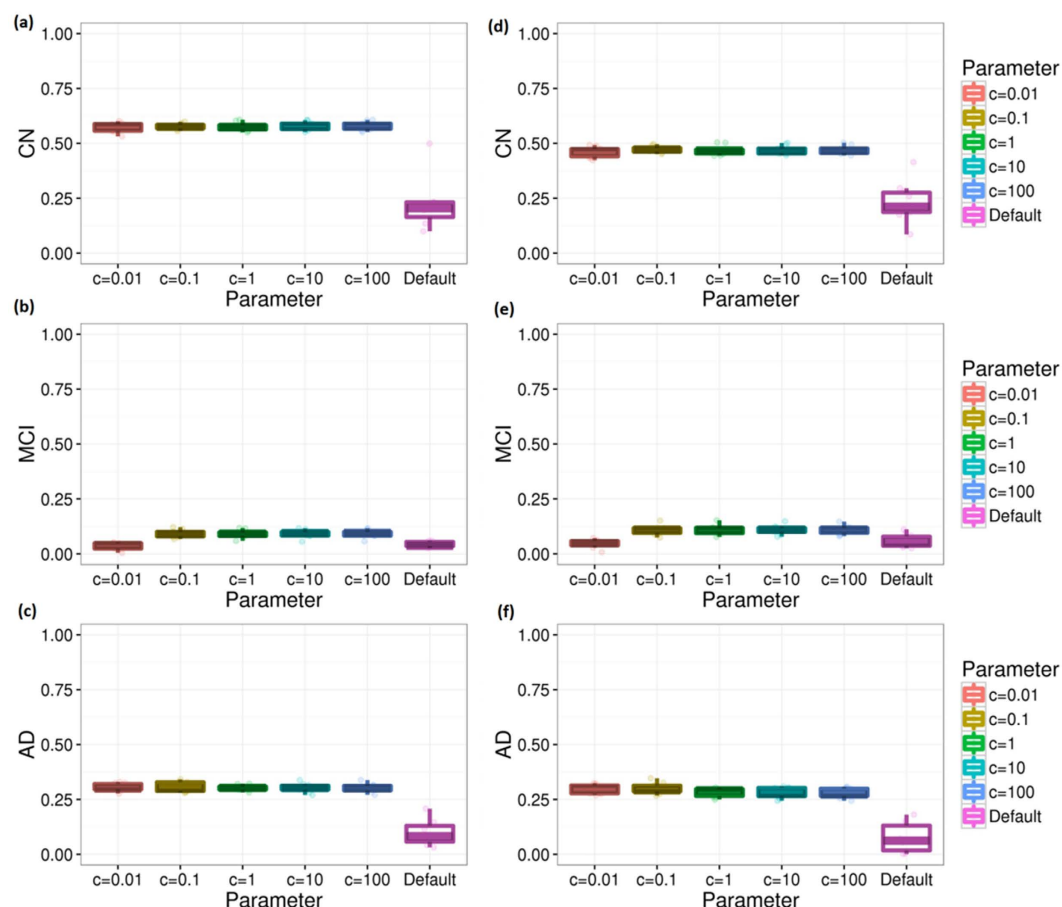 (a)
1.00
0.75
0.50
0.25
0.00
CN
c=0.01 c=0.1 c=1 c=10 c=100 Default
Parameter
(d)
1.00
0.75
0.50
0.25
0.00
CN
c=0.01 c=0.1 c=1 c=10 c=100 Default
Parameter
Parameter
c=0.01
c=0.1
c=1
c=10
c=100
Default
(b)
1.00
0.75
0.50
0.25
0.00
MCI
c=0.01 c=0.1 c=1 c=10 c=100 Default
Parameter
(e)
1.00
0.75
0.50
0.25
0.00
MCI
c=0.01 c=0.1 c=1 c=10 c=100 Default
Parameter
Parameter
c=0.01
c=0.1
c=1
c=10
c=100
Default
(c)
1.00
0.75
0.50
0.25
0.00
AD
c=0.01 c=0.1 c=1 c=10 c=100 Default
Parameter
(f)
1.00
0.75
0.50
0.25
0.00
AD
c=0.01 c=0.1 c=1 c=10 c=100 Default
Parameter
Parameter
c=0.01
c=0.1
c=1
c=10
c=100
Default